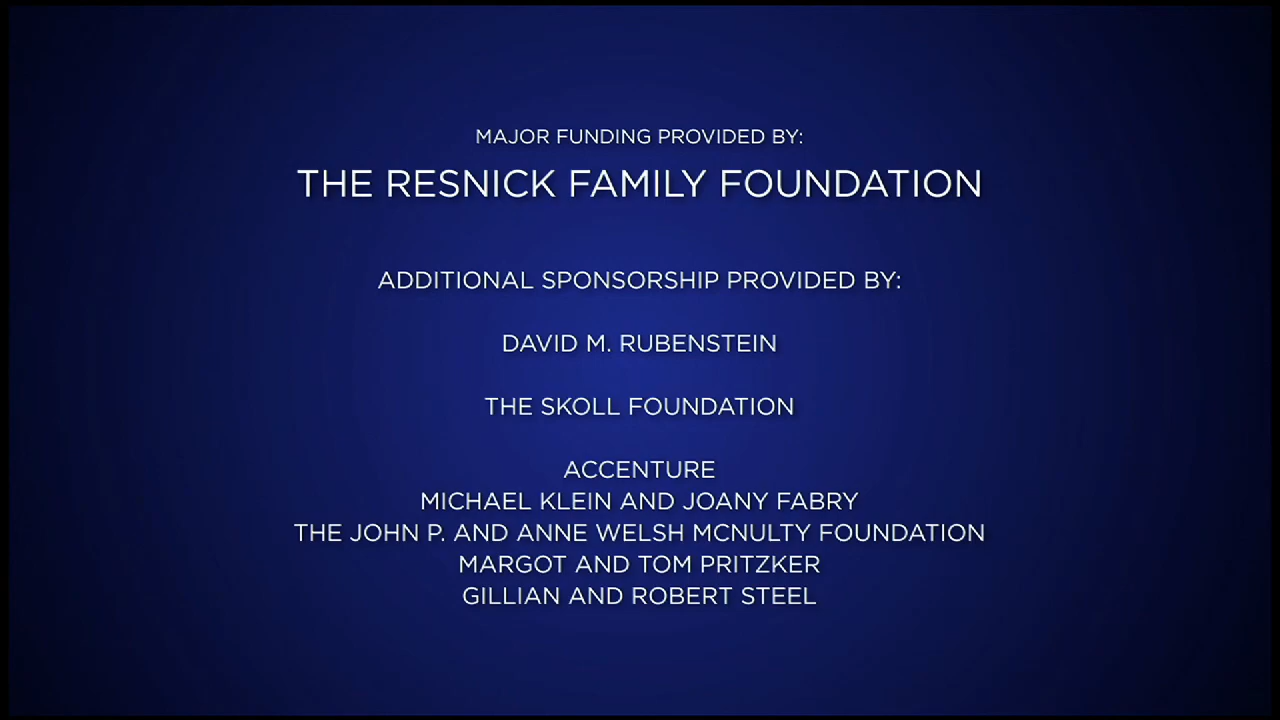 MAJOR FUNDING PROVIDED BY:
THE RESNICK FAMILY FOUNDATION
ADDITIONAL SPONSORSHIP PROVIDED BY:
DAVID M. RUBENSTEIN
THE SKOLL FOUNDATION
ACCENTURE
MICHAEL KLEIN AND JOANY FABRY
THE JOHN P. AND ANNE WELSH MCNULTY FOUNDATION
MARGOT AND TOM PRITZKER
GILLIAN AND ROBERT STEEL